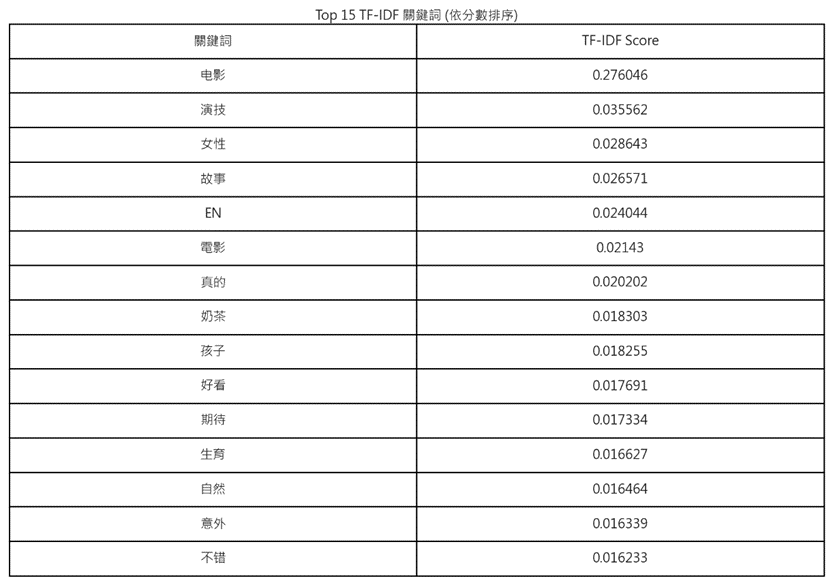 Top 15 TF-IDF 關鍵詞 (依分數排序)
關鍵詞 TF-IDF Score
电影 0.276046
演技 0.035562
女性 0.028643
故事 0.026571
EN 0.024044
電影 0.02143
真的 0.020202
奶茶 0.018303
孩子 0.018255
好看 0.017691
期待 0.017334
生育 0.016627
自然 0.016464
意外 0.016339
不错 0.016233